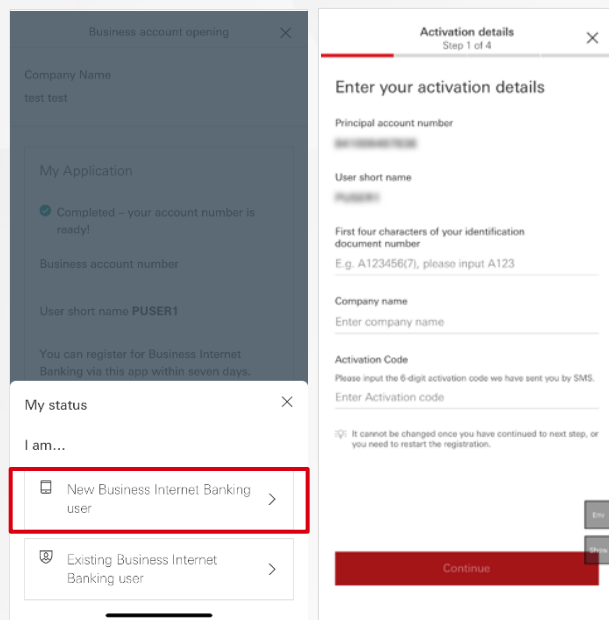 Business account opening
Company Name
test test
My Application
Completed – your account number is
ready!
Business account number
User short name PUSER1
You can register for Business Internet
Banking via this app within seven days.
My status
I am...
New Business Internet Banking
user
Existing Business Internet
Banking user
Activation details
Step 1 of 4
Enter your activation details
Principal account number
User short name
PUSER1
First four characters of your identification
document number
E.g. A123456(7), please input A123
Company name
Enter company name
Activation Code
Please input the 6-digit activation code we have sent you by SMS.
Enter Activation code
It cannot be changed once you have continued to next step, or
you need to restart the registration.
Env
Show
Continue